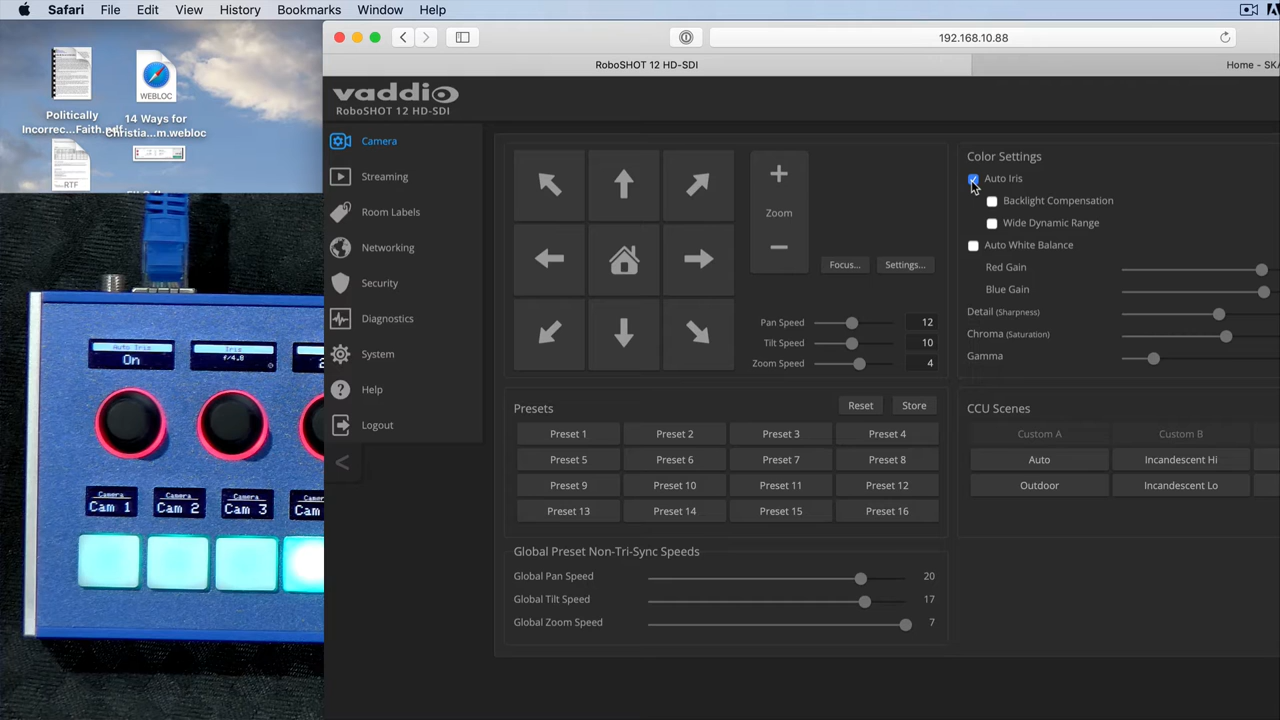 Safari File Edit View History Bookmarks Window Help
192.168.10.88
RoboSHOT 12 HD-SDI
Home - SKA
WEBLOC
Politically
Incorrec...Faith.pdf
14 Ways for
Christia...m.webloc
RTF
vaddio
RoboSHOT 12 HD-SDI
Camera
Streaming
Room Labels
Networking
Security
Diagnostics
System
Help
Logout
<
+
Zoom
−
Focus...
Settings...
Pan Speed 12
Tilt Speed 10
Zoom Speed 4
Color Settings
Auto Iris
Backlight Compensation
Wide Dynamic Range
Auto White Balance
Red Gain
Blue Gain
Detail (Sharpness)
Chroma (Saturation)
Gamma
Presets
Reset
Store
Preset 1 Preset 2 Preset 3 Preset 4
Preset 5 Preset 6 Preset 7 Preset 8
Preset 9 Preset 10 Preset 11 Preset 12
Preset 13 Preset 14 Preset 15 Preset 16
CCU Scenes
Custom A Custom B
Auto Incandescent Hi
Outdoor Incandescent Lo
Global Preset Non-Tri-Sync Speeds
Global Pan Speed 20
Global Tilt Speed 17
Global Zoom Speed 7
Auto Iris
On
Iris
f/4.8
Camera
Cam 1
Camera
Cam 2
Camera
Cam 3
Camera
Cam